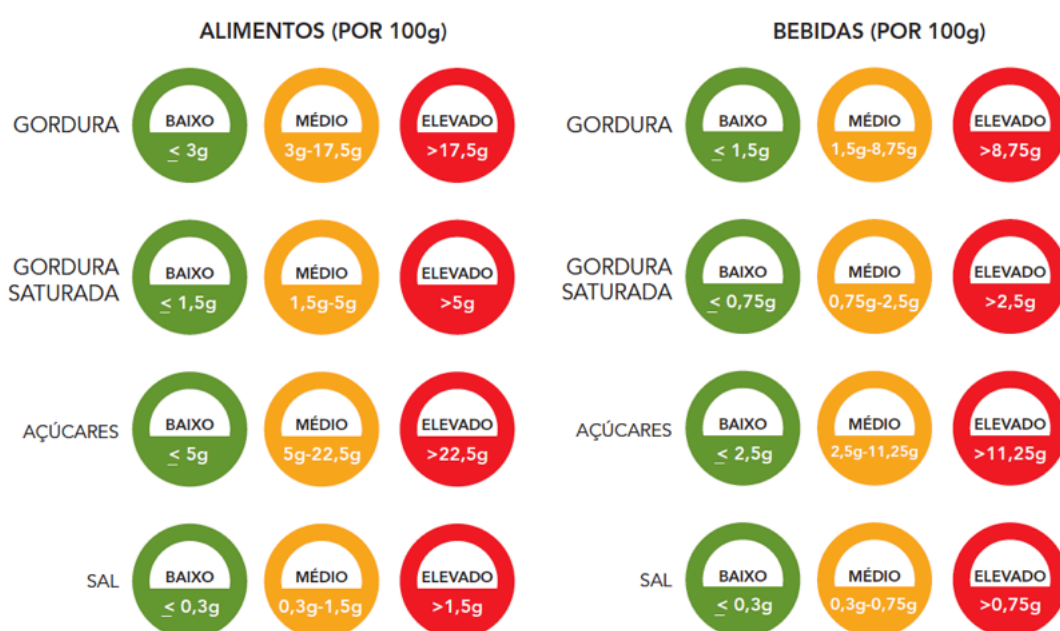 ALIMENTOS (POR 100g)
BEBIDAS (POR 100g)
GORDURA
BAIXO
≤ 3g
MÉDIO
3g-17,5g
ELEVADO
>17,5g
GORDURA
BAIXO
≤ 1,5g
MÉDIO
1,5g-8,75g
ELEVADO
>8,75g
GORDURA
SATURADA
BAIXO
≤ 1,5g
MÉDIO
1,5g-5g
ELEVADO
>5g
GORDURA
SATURADA
BAIXO
≤ 0,75g
MÉDIO
0,75g-2,5g
ELEVADO
>2,5g
AÇÚCARES
BAIXO
≤ 5g
MÉDIO
5g-22,5g
ELEVADO
>22,5g
AÇÚCARES
BAIXO
≤ 2,5g
MÉDIO
2,5g-11,25g
ELEVADO
>11,25g
SAL
BAIXO
≤ 0,3g
MÉDIO
0,3g-1,5g
ELEVADO
>1,5g
SAL
BAIXO
≤ 0,3g
MÉDIO
0,3g-0,75g
ELEVADO
>0,75g